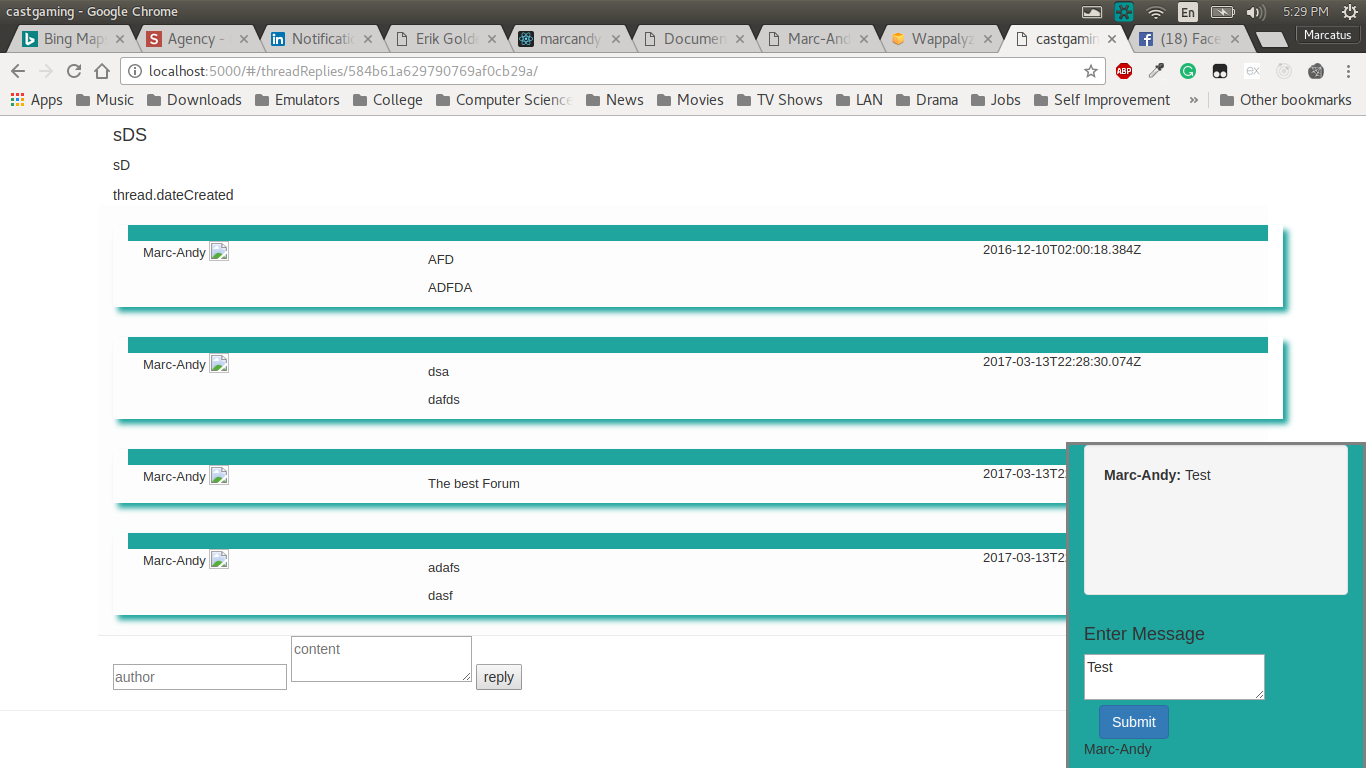 castgaming - Google Chrome
En
5:29 PM
Bing Map
Agency -
Notificati
Erik Gold
marcandy
Documen
Marc-And
Wappalyz
castgamin
(18) Face
Marcatus
localhost:5000/#/threadReplies/584b61a629790769af0cb29a/
ABP
ex
Apps
Music
Downloads
Emulators
College
Computer Science
News
Movies
TV Shows
LAN
Drama
Jobs
Self Improvement
»
Other bookmarks
sDS
sD
thread.dateCreated
Marc-Andy
AFD
ADFDA
2016-12-10T02:00:18.384Z
Marc-Andy
dsa
dafds
2017-03-13T22:28:30.074Z
Marc-Andy
The best Forum
2017-03-13T2
Marc-Andy
adafs
dasf
2017-03-13T2
author
content
reply
Marc-Andy: Test
Enter Message
Test
Submit
Marc-Andy